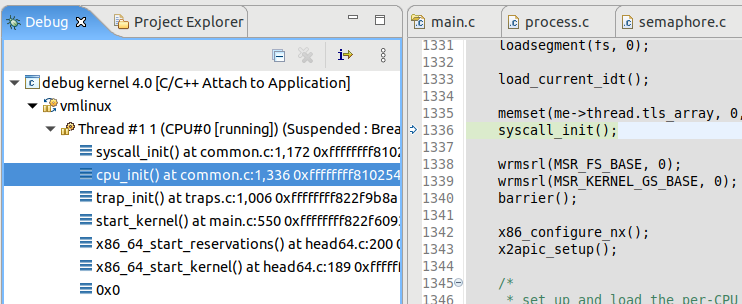 Debug
Project Explorer
debug kernel 4.0 [C/C++ Attach to Application]
vmlinux
Thread #1 1 (CPU#0 [running]) (Suspended : Brea
syscall_init() at common.c:1,172 0xffffffff8102
cpu_init() at common.c:1,336 0xffffffff810254
trap_init() at traps.c:1,006 0xffffffff822f9b8a
start_kernel() at main.c:550 0xffffffff822f609
x86_64_start_reservations() at head64.c:200 0
x86_64_start_kernel() at head64.c:189 0xffffff
0x0
main.c
process.c
semaphore.c
1331 loadsegment(fs, 0);
1332
1333 load_current_idt();
1334
1335 memset(me->thread.tls_array, 0,
1336 syscall_init();
1337
1338 wrmsrl(MSR_FS_BASE, 0);
1339 wrmsrl(MSR_KERNEL_GS_BASE, 0);
1340 barrier();
1341
1342 x86_configure_nx();
1343 x2apic_setup();
1344
1345 /*
1346 * set up and load the per-CPU